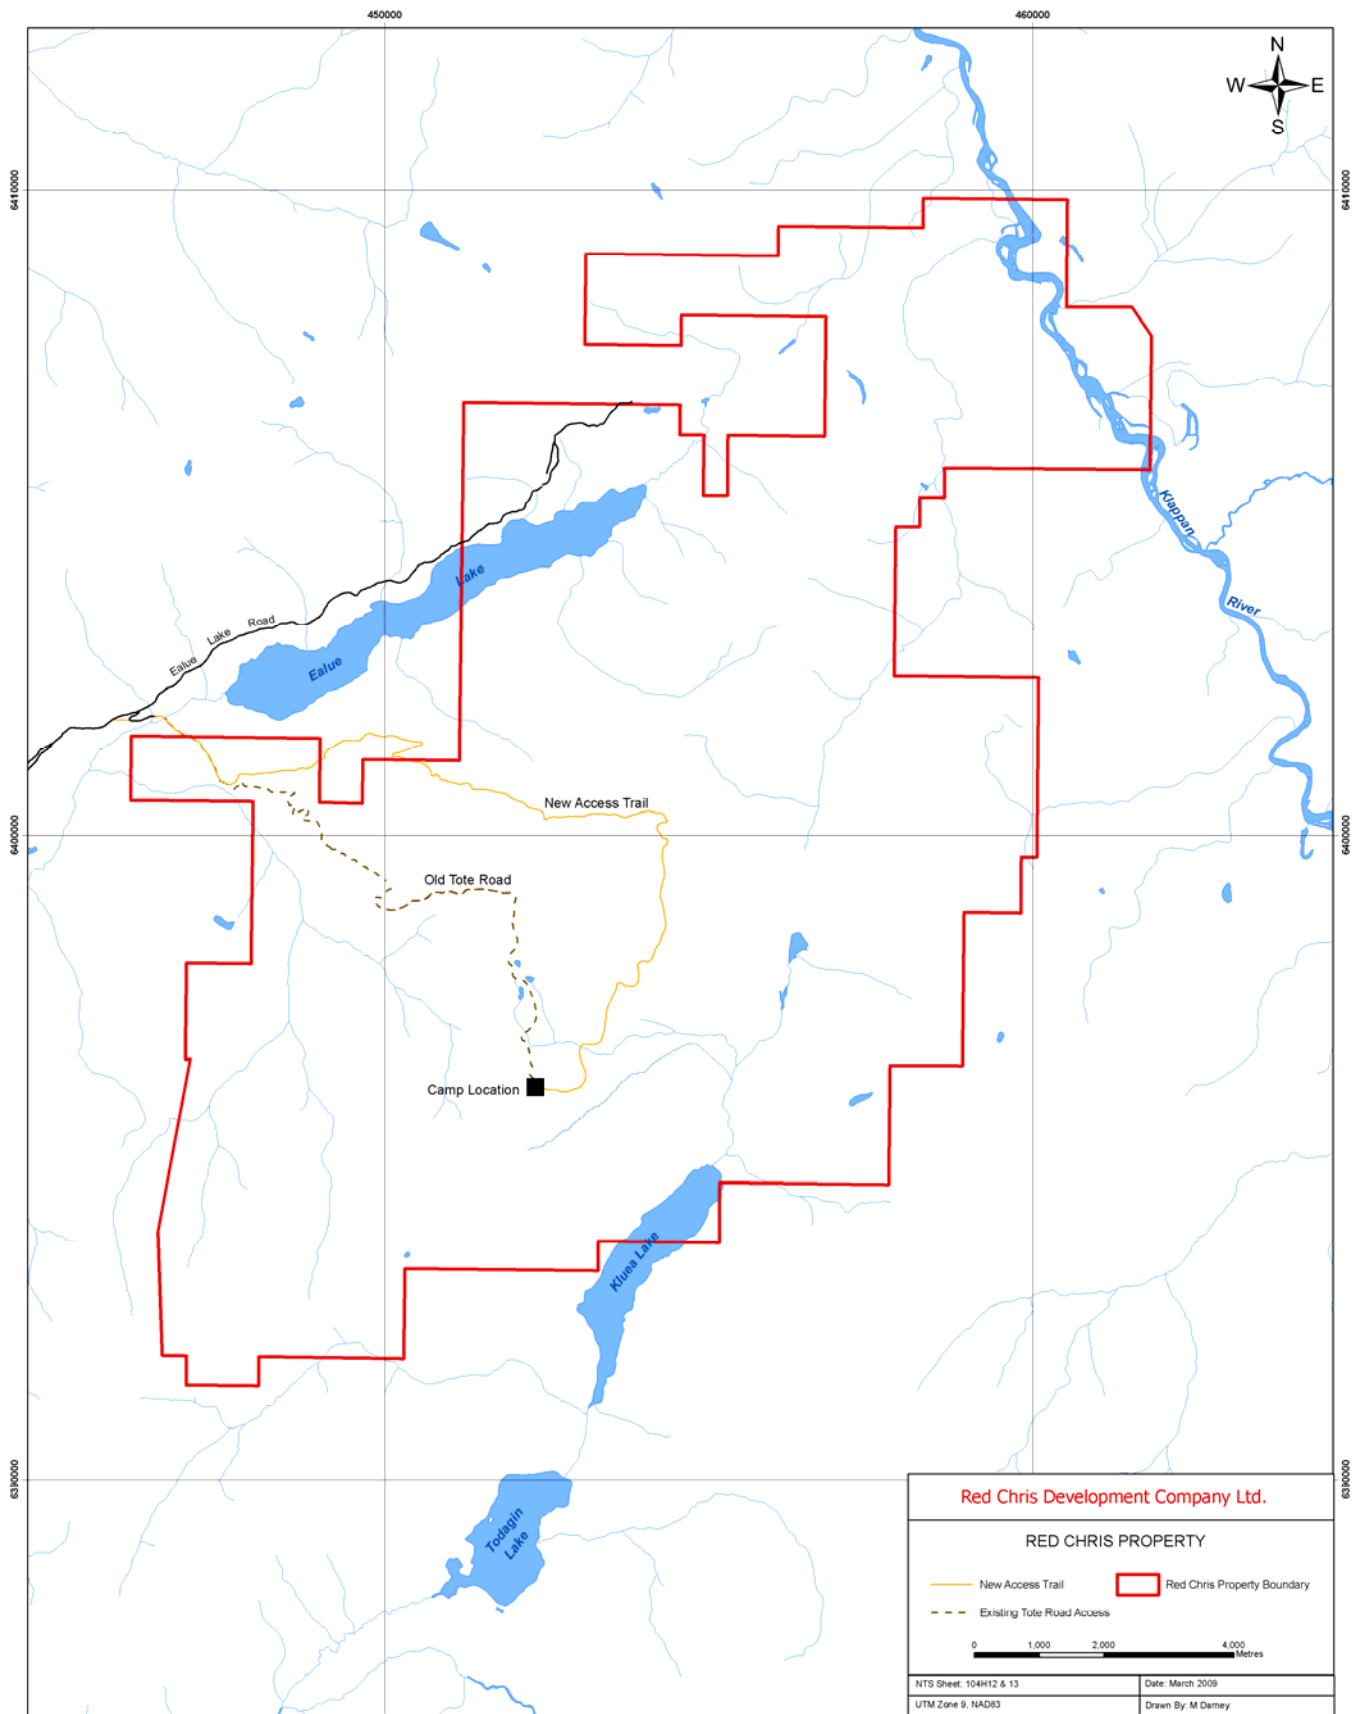 450000
460000
N
W E
S
6410000
6410000
Klappan
River
Lake
Ealue Lake Road
Ealue
New Access Trail
6400000
6400000
Old Tote Road
Camp Location
Kluea Lake
6390000
6390000
Todagin
Lake
Red Chris Development Company Ltd.
RED CHRIS PROPERTY
New Access Trail
Red Chris Property Boundary
Existing Tote Road Access
0 1,000 2,000 4,000
Metres
NTS Sheet: 104H12 & 13
Date: March 2009
UTM Zone 9, NAD83
Drawn By: M Darney